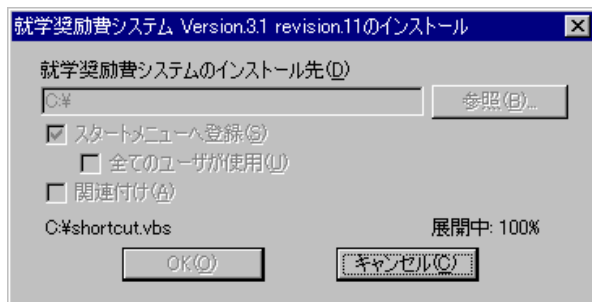 就学奨励費システム Version.3.1 revision.11のインストール
就学奨励費システムのインストール先(D)
C:¥
参照(B)...
スタートメニューへ登録(S)
全てのユーザが使用(U)
関連付け(A)
C:¥shortcut.vbs 展開中: 100%
OK(O) キャンセル(C)